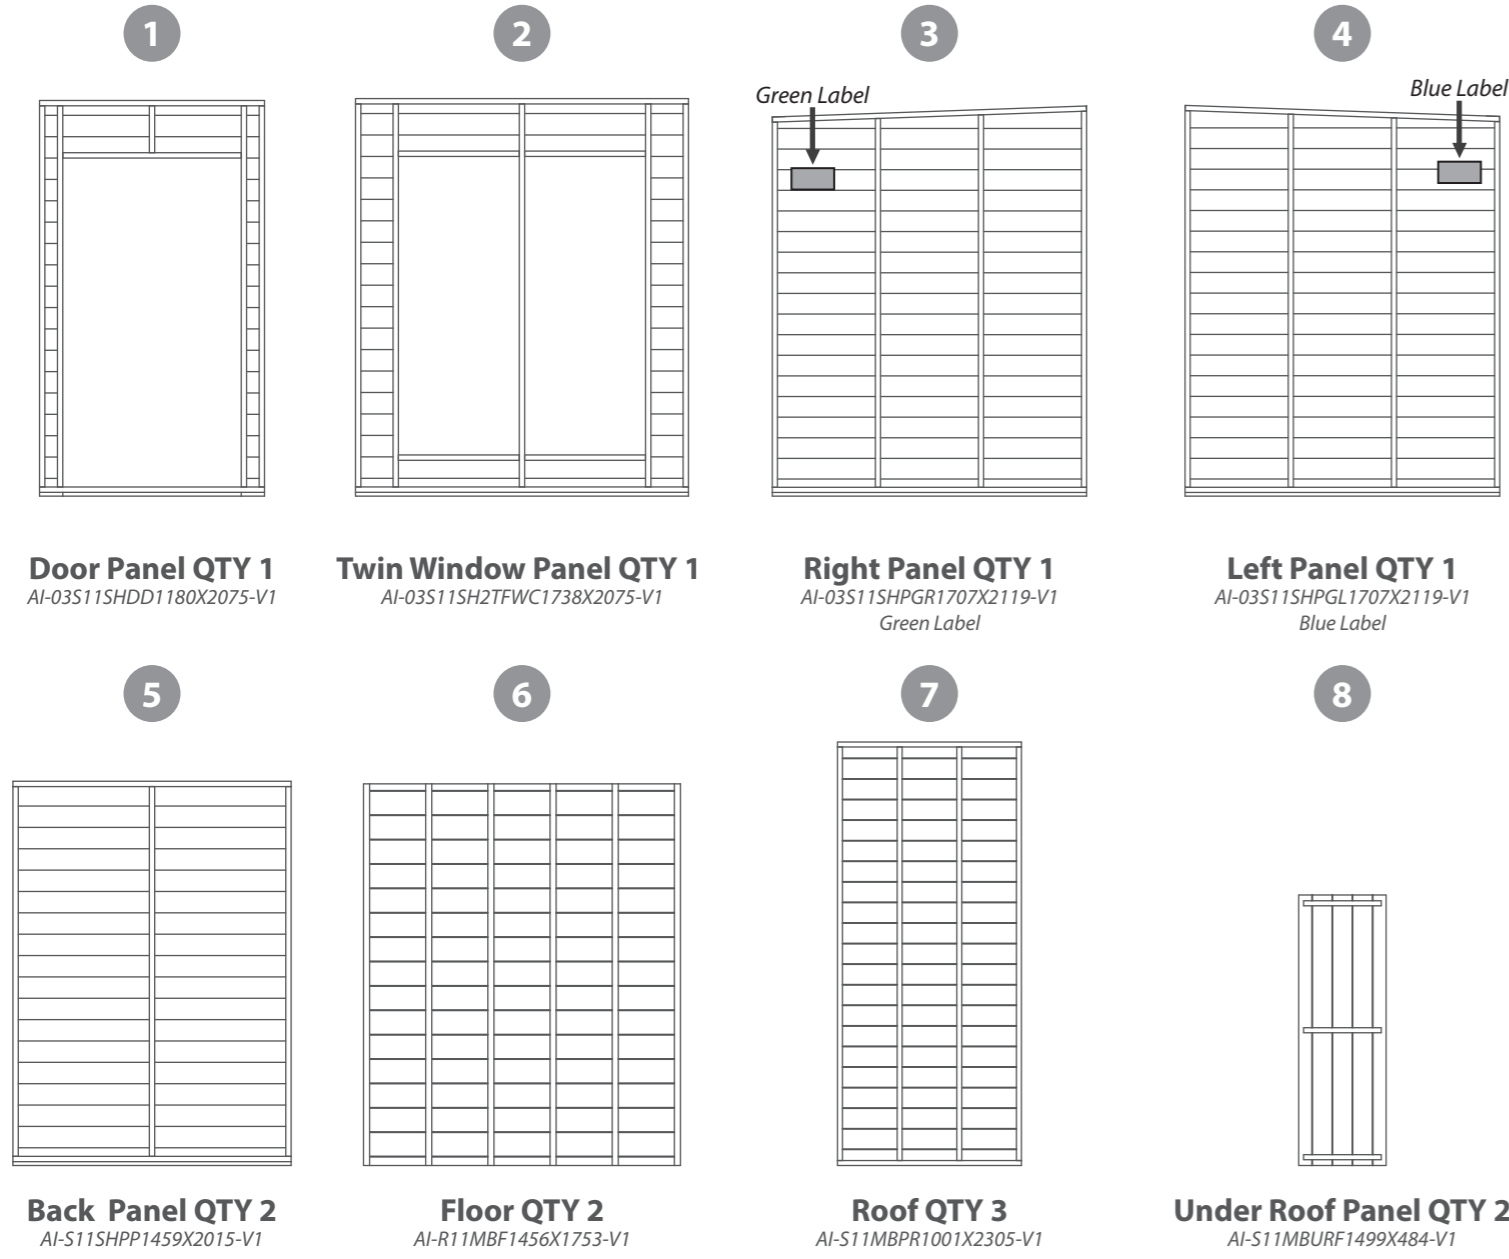 1
2
3
4
Green Label
Blue Label
Door Panel QTY 1
AI-03S11SHDD1180X2075-V1
Twin Window Panel QTY 1
AI-03S11SH2TFWC1738X2075-V1
Right Panel QTY 1
AI-03S11SHPGR1707X2119-V1
Green Label
Left Panel QTY 1
AI-03S11SHPGL1707X2119-V1
Blue Label
5
6
7
8
Back  Panel QTY 2
AI-S11SHPP1459X2015-V1
Floor QTY 2
AI-R11MBF1456X1753-V1
Roof QTY 3
AI-S11MBPR1001X2305-V1
Under Roof Panel QTY 2
AI-S11MBURF1499X484-V1